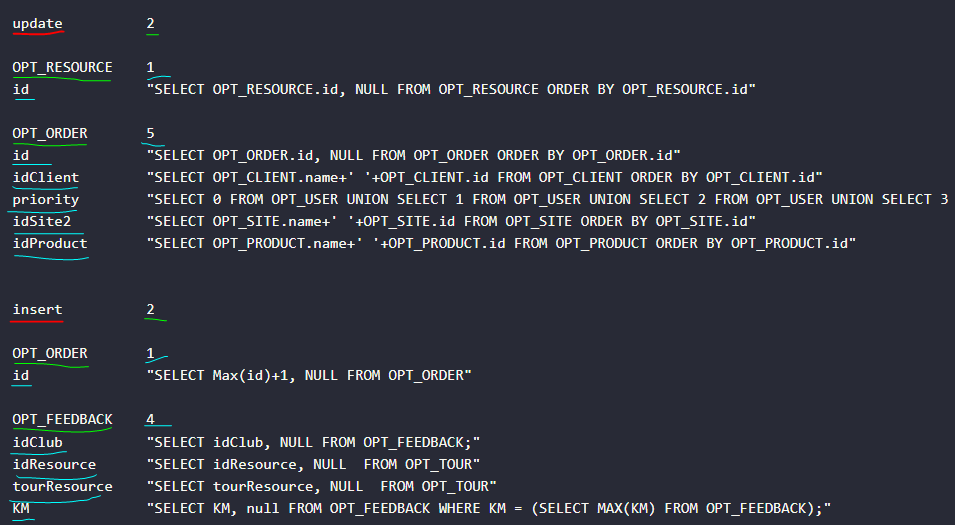 update 2
OPT_RESOURCE 1
id "SELECT OPT_RESOURCE.id, NULL FROM OPT_RESOURCE ORDER BY OPT_RESOURCE.id"
OPT_ORDER 5
id "SELECT OPT_ORDER.id, NULL FROM OPT_ORDER ORDER BY OPT_ORDER.id"
idClient "SELECT OPT_CLIENT.name+' '+OPT_CLIENT.id FROM OPT_CLIENT ORDER BY OPT_CLIENT.id"
priority "SELECT 0 FROM OPT_USER UNION SELECT 1 FROM OPT_USER UNION SELECT 2 FROM OPT_USER UNION SELECT 3
idSite2 "SELECT OPT_SITE.name+' '+OPT_SITE.id FROM OPT_SITE ORDER BY OPT_SITE.id"
idProduct "SELECT OPT_PRODUCT.name+' '+OPT_PRODUCT.id FROM OPT_PRODUCT ORDER BY OPT_PRODUCT.id"
insert 2
OPT_ORDER 1
id "SELECT Max(id)+1, NULL FROM OPT_ORDER"
OPT_FEEDBACK 4
idClub "SELECT idClub, NULL FROM OPT_FEEDBACK;"
idResource "SELECT idResource, NULL  FROM OPT_TOUR"
tourResource "SELECT tourResource, NULL  FROM OPT_TOUR"
KM "SELECT KM, null FROM OPT_FEEDBACK WHERE KM = (SELECT MAX(KM) FROM OPT_FEEDBACK);"